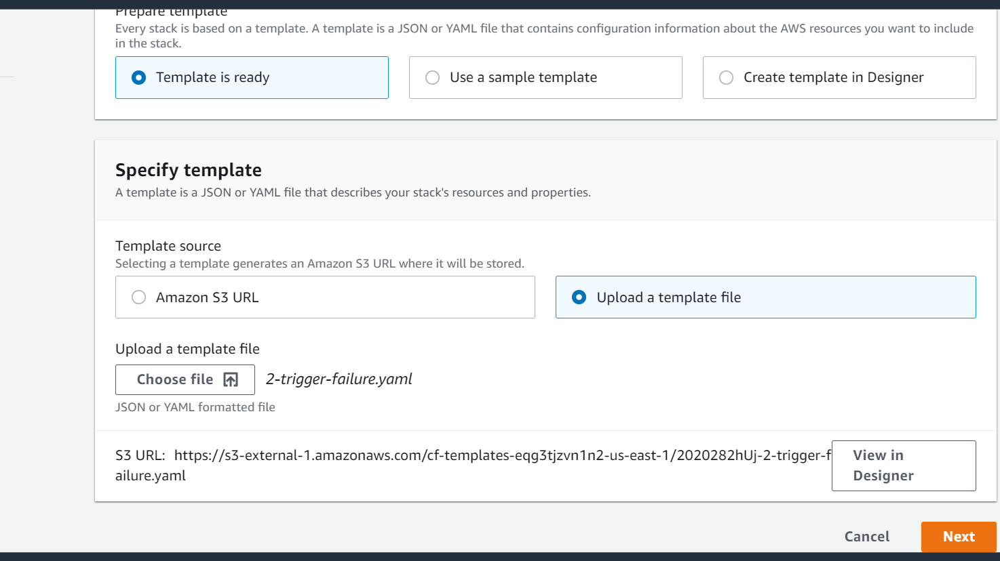 Prepare template
Every stack is based on a template. A template is a JSON or YAML file that contains configuration information about the AWS resources you want to include
in the stack.
Template is ready
Use a sample template
Create template in Designer
Specify template
A template is a JSON or YAML file that describes your stack's resources and properties.
Template source
Selecting a template generates an Amazon S3 URL where it will be stored.
Amazon S3 URL
Upload a template file
Upload a template file
Choose file
2-trigger-failure.yaml
JSON or YAML formatted file
S3 URL: https://s3-external-1.amazonaws.com/cf-templates-eqg3tjzvn1n2-us-east-1/2020282hUj-2-trigger-f
ailure.yaml
View in
Designer
Cancel
Next